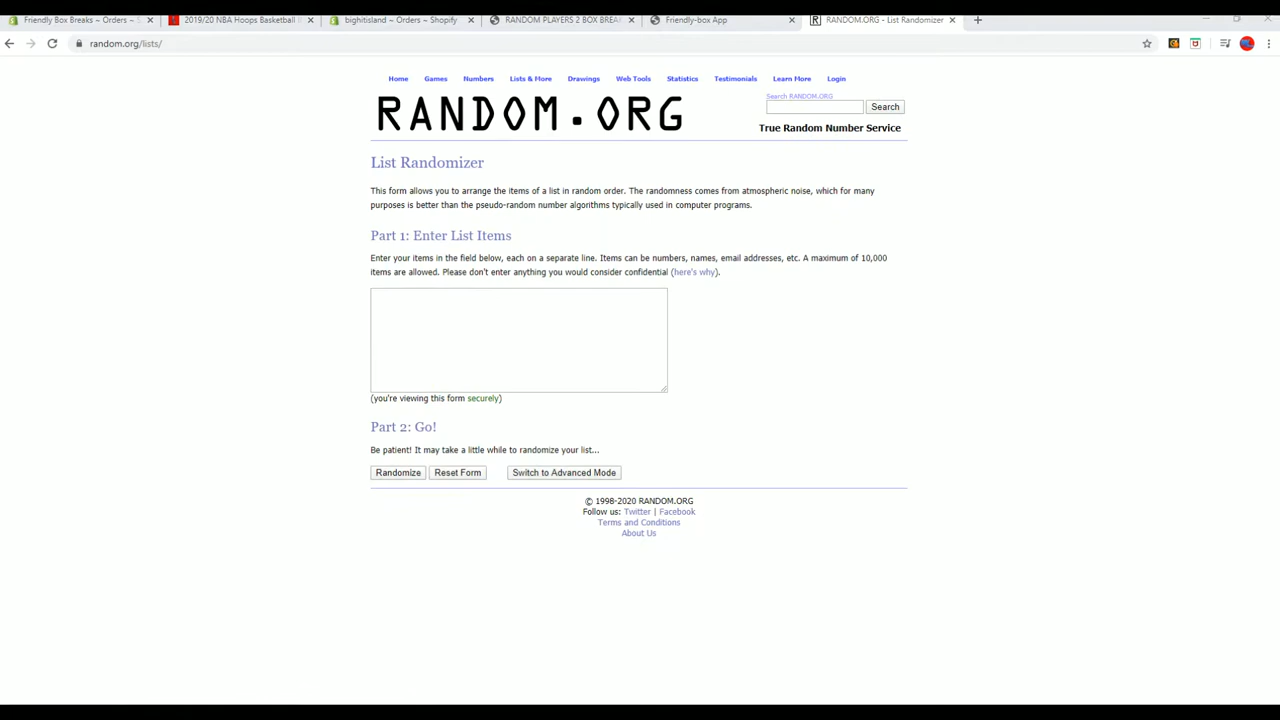 Friendly Box Breaks ~ Orders ~ S
2019/20 NBA Hoops Basketball
bighitisland ~ Orders ~ Shopify
RANDOM PLAYERS 2 BOX BREA
Friendly-box App
RANDOM.ORG - List Randomizer
random.org/lists/
Home Games Numbers Lists & More Drawings Web Tools Statistics Testimonials Learn More Login
RANDOM.ORG
Search RANDOM.ORG
Search
True Random Number Service
List Randomizer
This form allows you to arrange the items of a list in random order. The randomness comes from atmospheric noise, which for many
purposes is better than the pseudo-random number algorithms typically used in computer programs.
Part 1: Enter List Items
Enter your items in the field below, each on a separate line. Items can be numbers, names, email addresses, etc. A maximum of 10,000
items are allowed. Please don't enter anything you would consider confidential (here's why).
(you're viewing this form securely)
Part 2: Go!
Be patient! It may take a little while to randomize your list...
Randomize Reset Form Switch to Advanced Mode
© 1998-2020 RANDOM.ORG
Follow us: Twitter | Facebook
Terms and Conditions
About Us